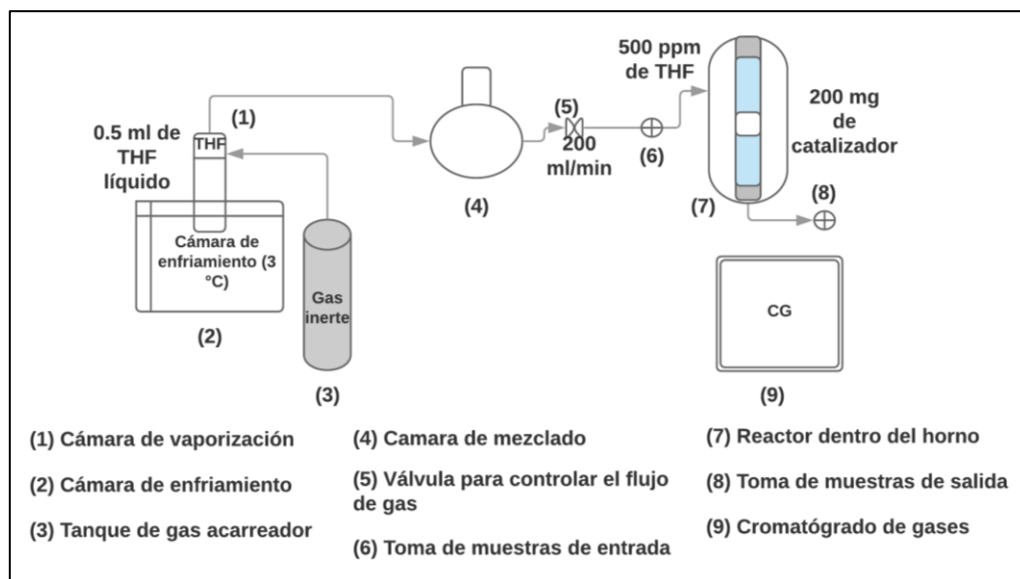 500 ppm
de THF
(5)
200 mg
de
catalizador
(1)
0.5 ml de
THF
líquido
THF
200
ml/min
(6)
(4)
(7)
(8)
Cámara de
enfriamiento (3
°C)
Gas
inerte
CG
(2)
(3)
(9)
(1) Cámara de vaporización
(2) Cámara de enfriamiento
(3) Tanque de gas acarreador
(4) Camara de mezclado
(5) Válvula para controlar el flujo
de gas
(6) Toma de muestras de entrada
(7) Reactor dentro del horno
(8) Toma de muestras de salida
(9) Cromatógrado de gases